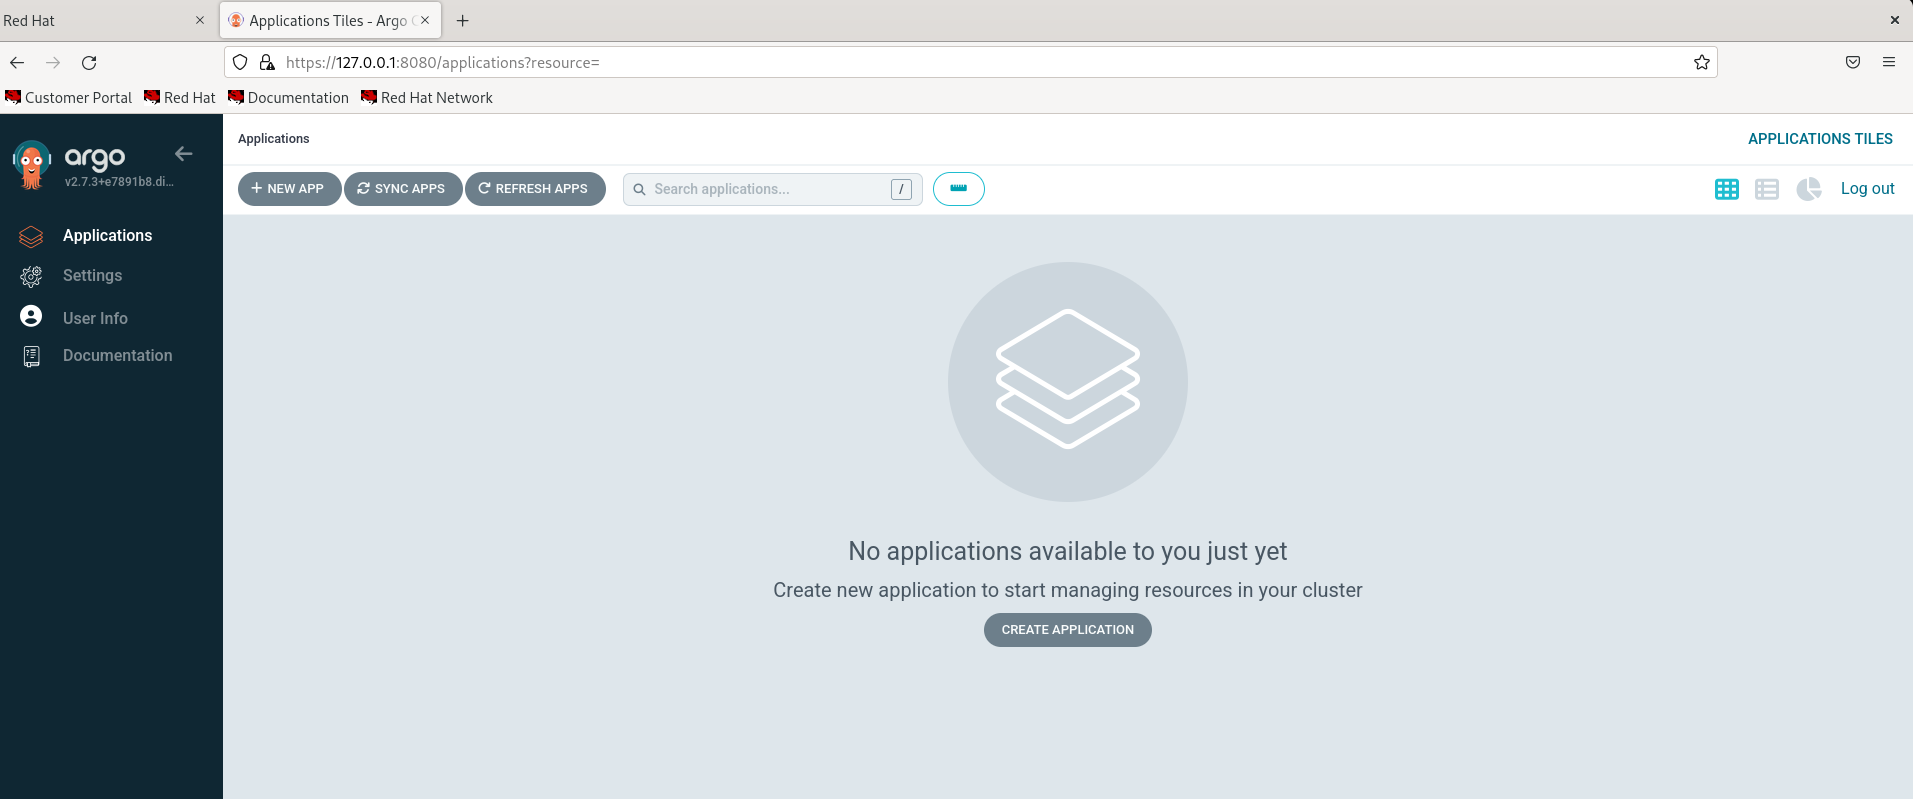 Red Hat
Applications Tiles - Argo
https://127.0.0.1:8080/applications?resource=
Customer Portal Red Hat Documentation Red Hat Network
argo
v2.7.3+e7891b8.di...
Applications
Settings
User Info
Documentation
Applications
APPLICATIONS TILES
NEW APP SYNC APPS REFRESH APPS Search applications... / Log out
No applications available to you just yet
Create new application to start managing resources in your cluster
CREATE APPLICATION